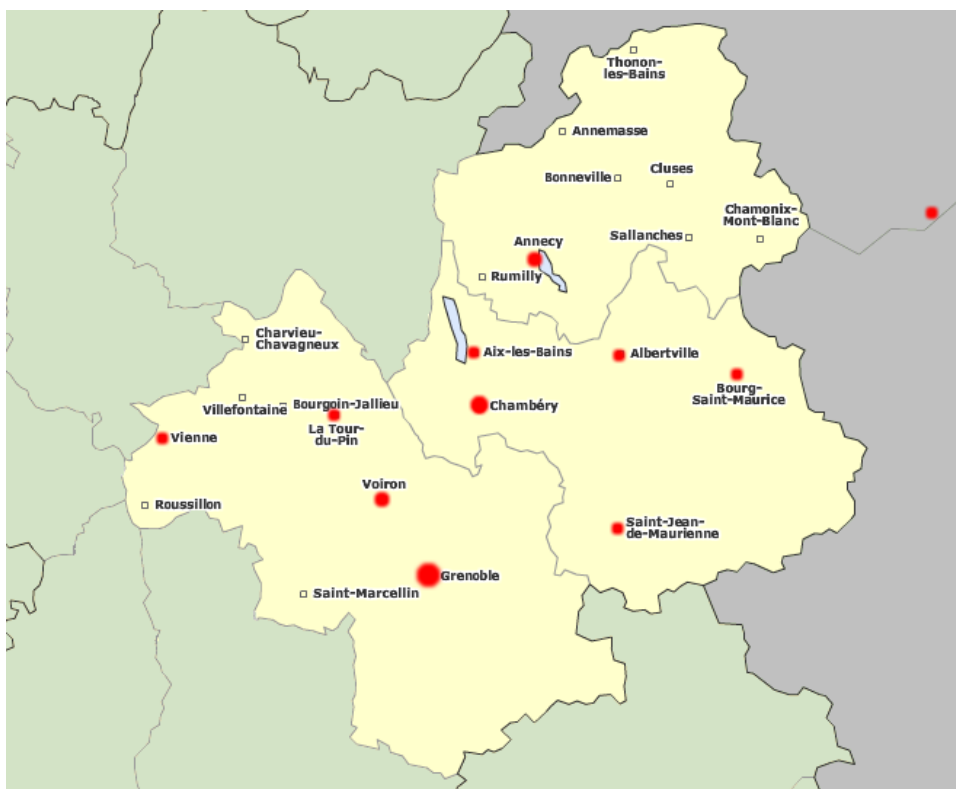 Thonon-
les-Bains
Annemasse
Cluses
Bonneville
Chamonix-
Mont-Blanc
Sallanches
Annecy
Rumilly
Charvieu-
Chavagneux
Aix-les-Bains
Albertville
Bourg-
Saint-Maurice
Villefontaine
Bourgoin-Jallieu
Chambéry
La Tour-
du-Pin
Vienne
Voiron
Roussillon
Saint-Jean-
de-Maurienne
Grenoble
Saint-Marcellin